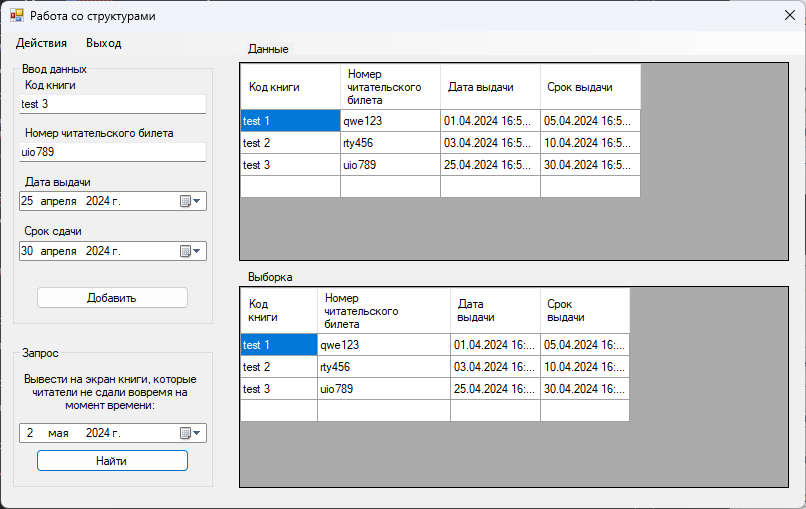 Работа со структурами
Действия Выход
Ввод данных
Код книги
test 3
Номер читательского билета
uio789
Дата выдачи
25 апреля 2024 г.
Срок сдачи
30 апреля 2024 г.
Добавить
Запрос
Вывести на экран книги, которые
читатели не сдали вовремя на
момент времени:
2 мая 2024 г.
Найти
Данные
Код книги Номер читательского билета Дата выдачи Срок выдачи
test 1 qwe123 01.04.2024 16:5... 05.04.2024 16:5...
test 2 rty456 03.04.2024 16:5... 10.04.2024 16:5...
test 3 uio789 25.04.2024 16:5... 30.04.2024 16:5...
Выборка
Код книги Номер читательского билета Дата выдачи Срок выдачи
test 1 qwe123 01.04.2024 16:... 05.04.2024 16:...
test 2 rty456 03.04.2024 16:... 10.04.2024 16:...
test 3 uio789 25.04.2024 16:... 30.04.2024 16:...